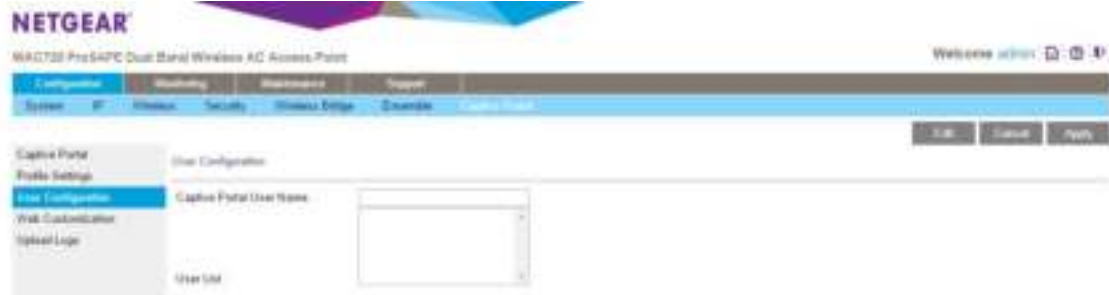 NETGEAR
WAC720 ProSAFE Dual Band Wireless AC Access Point
Welcome admin
Configuration Monitoring Maintenance Support
System IP Wireless Security Wireless Bridge Ensemble Captive Portal
Edit Cancel Apply
Captive Portal
Profile Settings
User Configuration
Web Customization
Upload Logo
User Configuration
Captive Portal User Name
User List